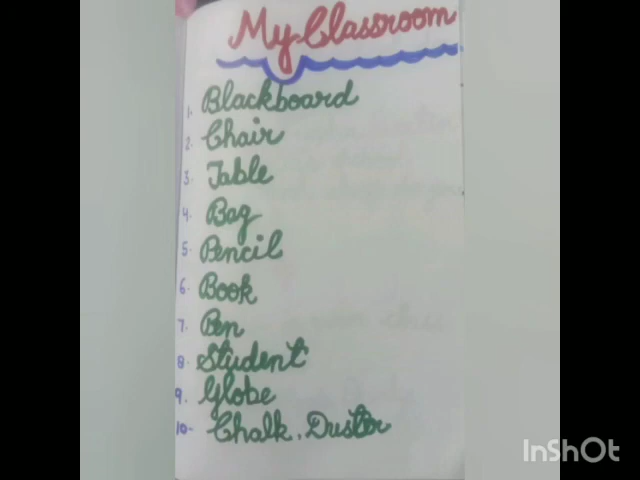 My Classroom
1. Blackboard
2. Chair
3. Table
4. Bag
5. Pencil
6. Book
7. Pen
8. Student
9. Globe
10. Chalk, Duster
InShOt